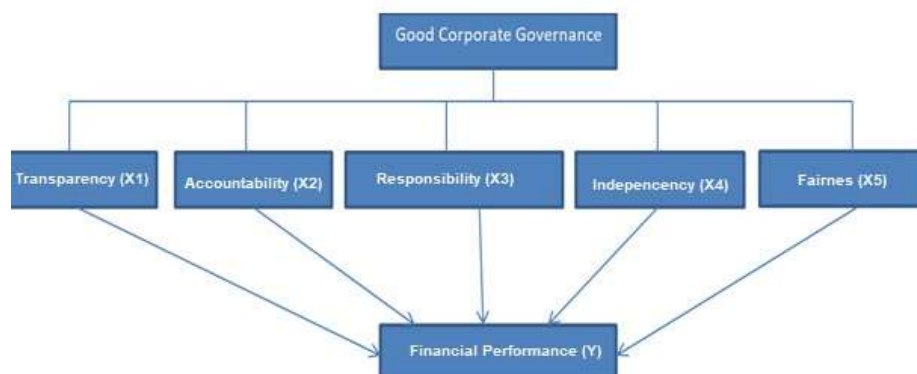 Good Corporate Governance
Transparency (X1)
Accountability (X2)
Responsibility (X3)
Indepencency (X4)
Fairnes (X5)
Financial Performance (Y)